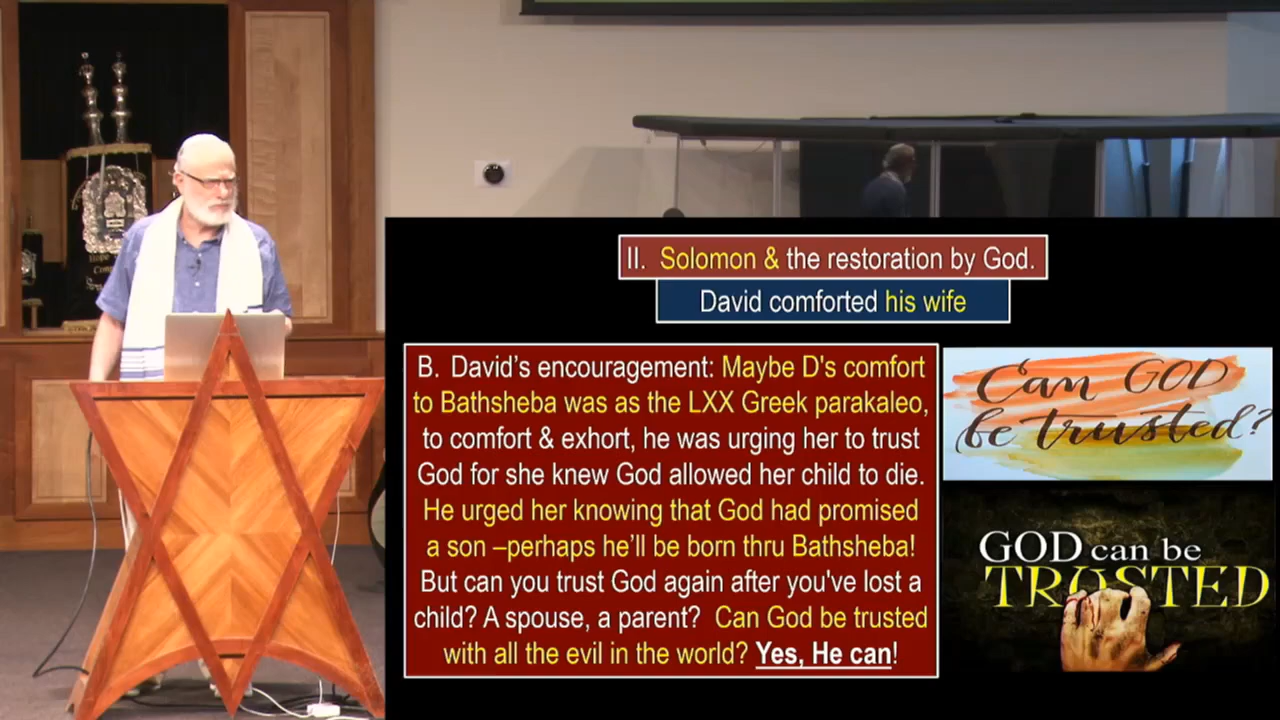 Hope
II. Solomon & the restoration by God.
David comforted his wife
B. David's encouragement: Maybe D's comfort
to Bathsheba was as the LXX Greek parakaleo,
to comfort & exhort, he was urging her to trust
God for she knew God allowed her child to die.
He urged her knowing that God had promised
a son –perhaps he'll be born thru Bathsheba!
But can you trust God again after you've lost a
child? A spouse, a parent? Can God be trusted
with all the evil in the world? Yes, He can!
Can GOD
be trusted?
GOD can be
TRUSTED